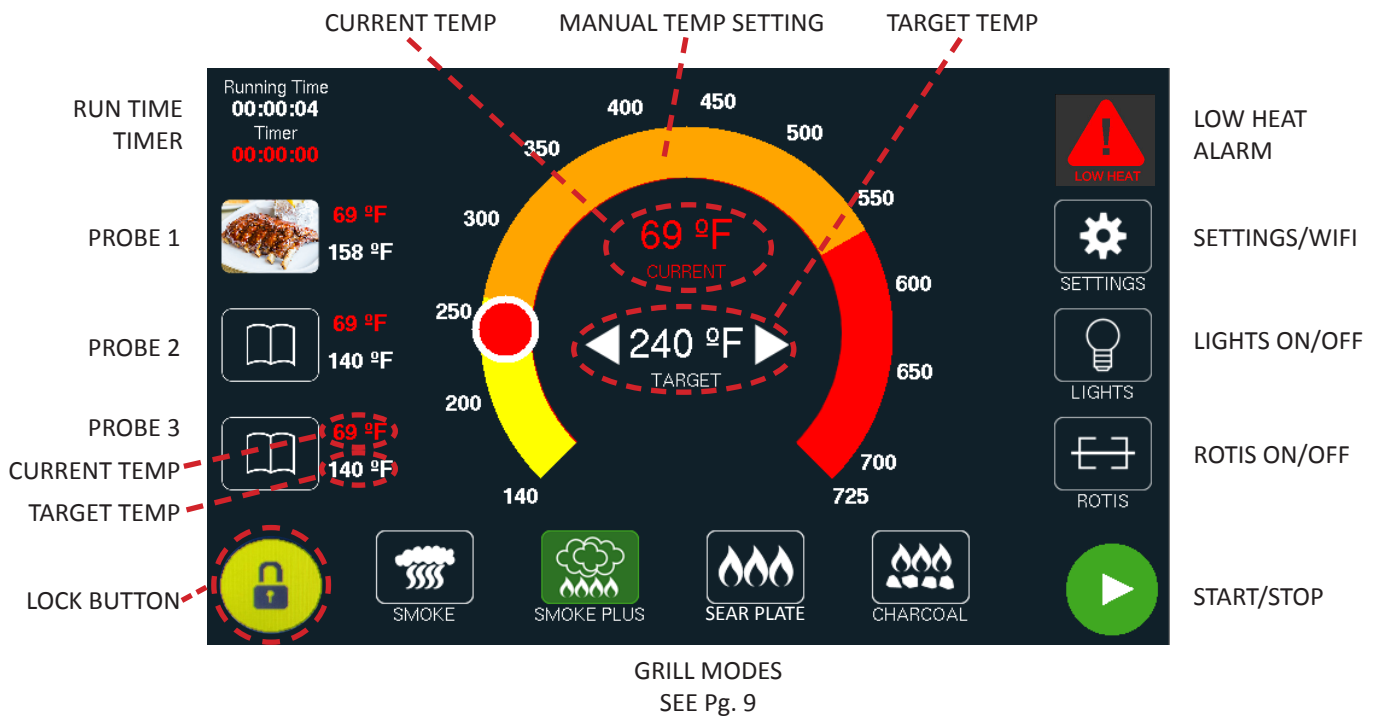 CURRENT TEMP
MANUAL TEMP SETTING
TARGET TEMP
RUN TIME
TIMER
Running Time
00:00:04
Timer
00:00:00
400
450
350
500
300
550
250
600
200
650
140
700
725
69 ºF
CURRENT
240 ºF
TARGET
LOW HEAT
LOW HEAT
ALARM
PROBE 1
69 ºF
158 ºF
SETTINGS
SETTINGS/WIFI
PROBE 2
69 ºF
140 ºF
LIGHTS
LIGHTS ON/OFF
PROBE 3
CURRENT TEMP
TARGET TEMP
69 ºF
140 ºF
ROTIS
ROTIS ON/OFF
LOCK BUTTON
SMOKE
SMOKE PLUS
SEAR PLATE
CHARCOAL
START/STOP
GRILL MODES
SEE Pg. 9